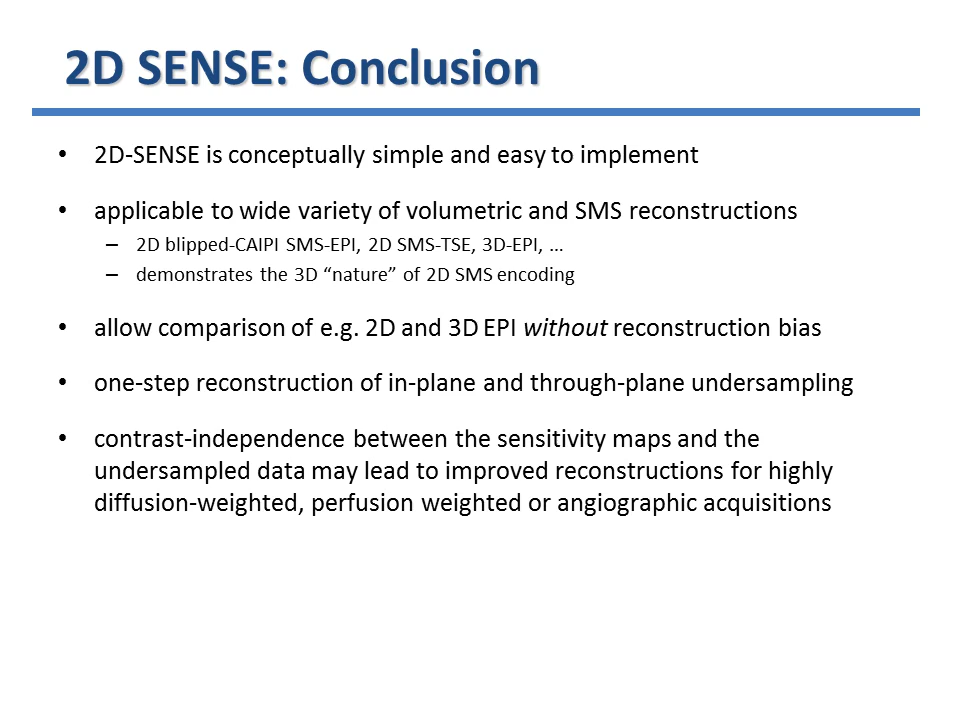 2D SENSE: Conclusion
• 2D-SENSE is conceptually simple and easy to implement
• applicable to wide variety of volumetric and SMS reconstructions
– 2D blipped-CAIPI SMS-EPI, 2D SMS-TSE, 3D-EPI, ...
– demonstrates the 3D “nature” of 2D SMS encoding
• allow comparison of e.g. 2D and 3D EPI without reconstruction bias
• one-step reconstruction of in-plane and through-plane undersampling
• contrast-independence between the sensitivity maps and the
undersampled data may lead to improved reconstructions for highly
diffusion-weighted, perfusion weighted or angiographic acquisitions